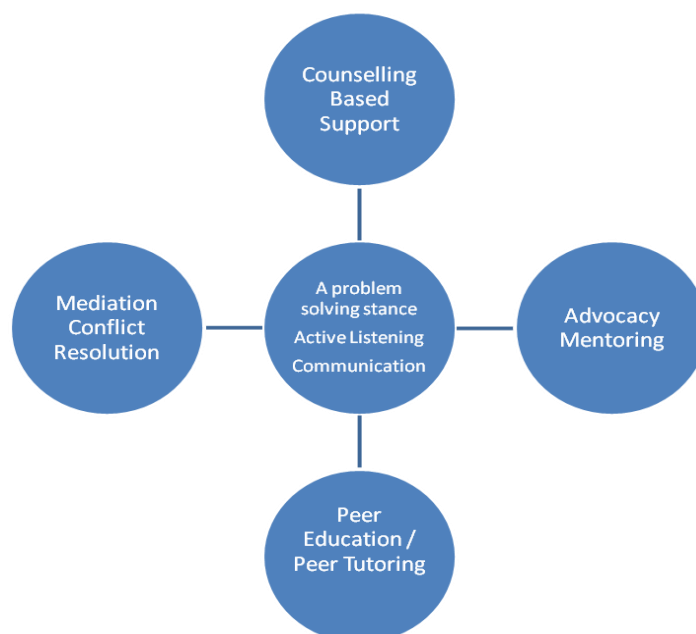 Counselling
Based
Support
Mediation
Conflict
Resolution
A problem
solving stance
Active Listening
Communication
Advocacy
Mentoring
Peer
Education /
Peer Tutoring